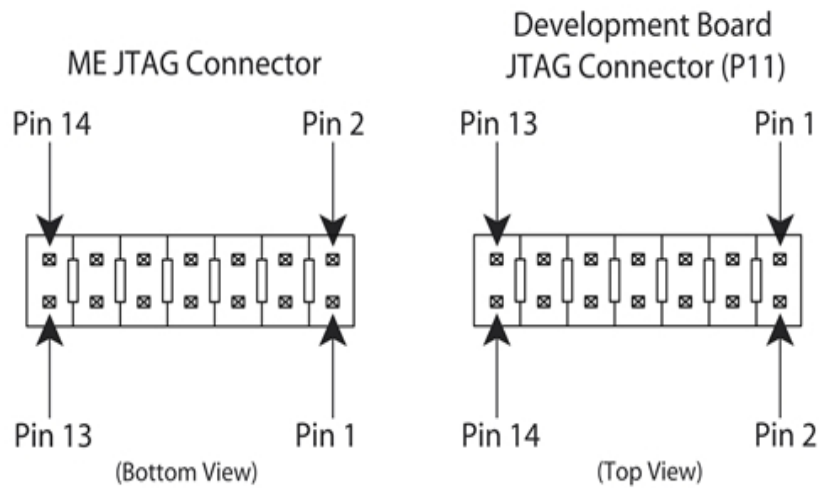 ME JTAG Connector
Pin 14
Pin 2
Pin 13
Pin 1
(Bottom View)
Development Board
JTAG Connector (P11)
Pin 13
Pin 1
Pin 14
Pin 2
(Top View)